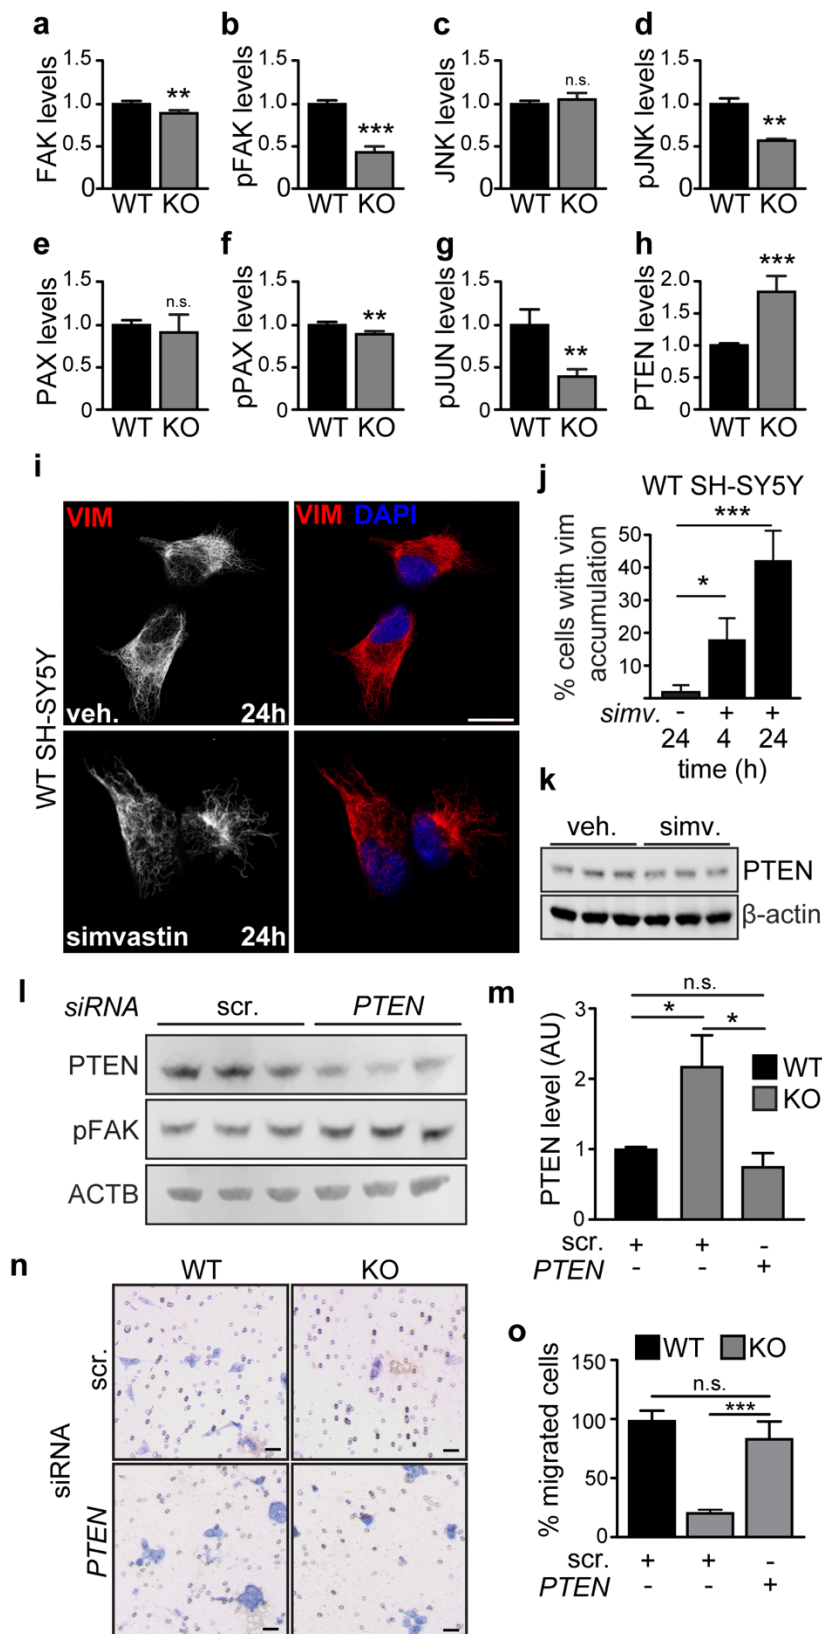 a
FAK levels
1.5
1.0
0.5
0
**
WT KO
b
pFAK levels
1.5
1.0
0.5
0
***
WT KO
c
JNK levels
1.5
1.0
0.5
0
n.s.
WT KO
d
pJNK levels
1.5
1.0
0.5
0
**
WT KO
e
PAX levels
1.5
1.0
0.5
0
n.s.
WT KO
f
pPAX levels
1.5
1.0
0.5
0
**
WT KO
g
pJUN levels
1.5
1.0
0.5
0
**
WT KO
h
PTEN levels
2.0
1.5
1.0
0.5
0
***
WT KO
i
WT SH-SY5Y
VIM
VIM DAPI
veh. 24h
simvastin 24h
j
WT SH-SY5Y
% cells with vim
accumulation
50
40
30
20
10
***
*
simv. - + +
24 4 24
time (h)
k
veh. simv.
PTEN
β-actin
l
siRNA scr. PTEN
PTEN
pFAK
ACTB
m
PTEN level (AU)
3
2
1
0
n.s.
* *
WT
KO
scr. + + -
PTEN - - +
n
WT KO
siRNA
scr.
PTEN
o
WT KO
% migrated cells
150
100
50
0
n.s.
***
scr. + + -
PTEN - - +